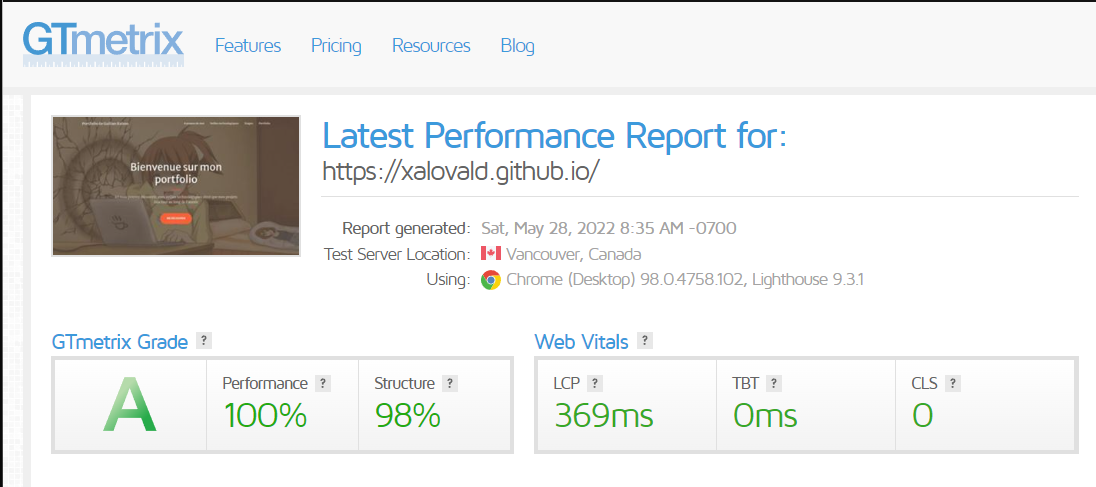 GTmetrix
Features Pricing Resources Blog
Bienvenue sur mon
portfolio
Latest Performance Report for:
https://xalovald.github.io/
Report generated: Sat, May 28, 2022 8:35 AM -0700
Test Server Location: Vancouver, Canada
Using: Chrome (Desktop) 98.0.4758.102, Lighthouse 9.3.1
GTmetrix Grade ?
A
Performance ?
100%
Structure ?
98%
Web Vitals ?
LCP ?
369ms
TBT ?
0ms
CLS ?
0